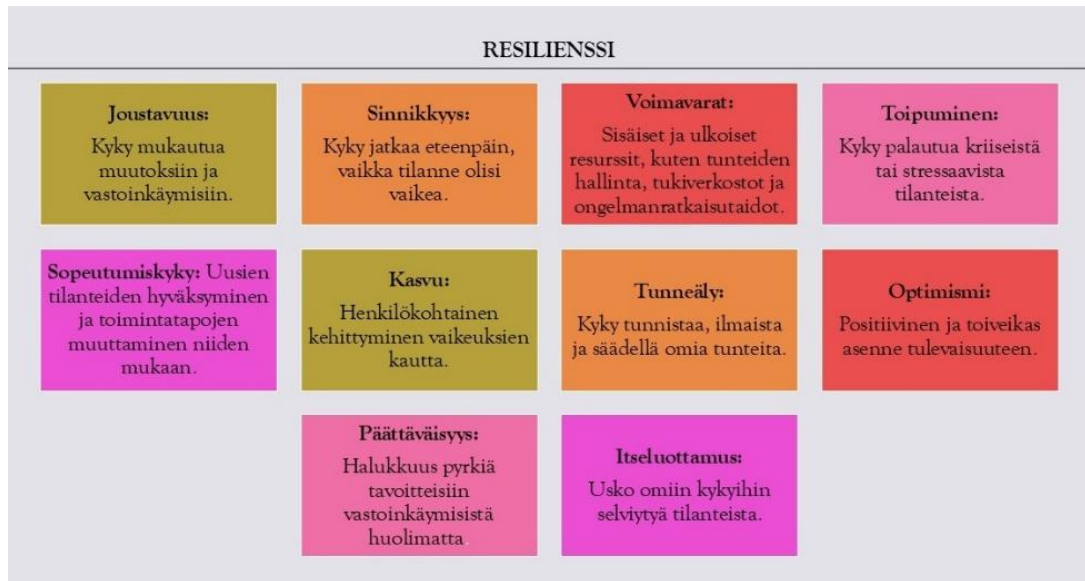 RESILIENSSI
Joustavuus:
Kyky mukautua
muutoksiin ja
vastoinkäymisiin.
Sinnikkyys:
Kyky jatkaa eteenpäin,
vaikka tilanne olisi
vaikea.
Voimavarat:
Sisäiset ja ulkoiset
resurssit, kuten tunteiden
hallinta, tukiverkostot ja
ongelmanratkaisutaidot.
Toipuminen:
Kyky palautua kriiseistä
tai stressaavista
tilanteista.
Sopeutumiskyky: Uusien
tilanteiden hyväksyminen
ja toimintatapojen
muuttaminen niiden
mukaan.
Kasvu:
Henkilökohtainen
kehittyminen vaikeuksien
kautta.
Tunneäly:
Kyky tunnistaa, ilmaista
ja säädellä omia tunteita.
Optimismi:
Positiivinen ja toiveikas
asenne tulevaisuuteen.
Päättäväisyys:
Halukkuus pyrkiä
tavoitteisiin
vastoinkäymisistä
huolimatta.
Itseluottamus:
Usko omiin kykyihin
selviytyä tilanteista.